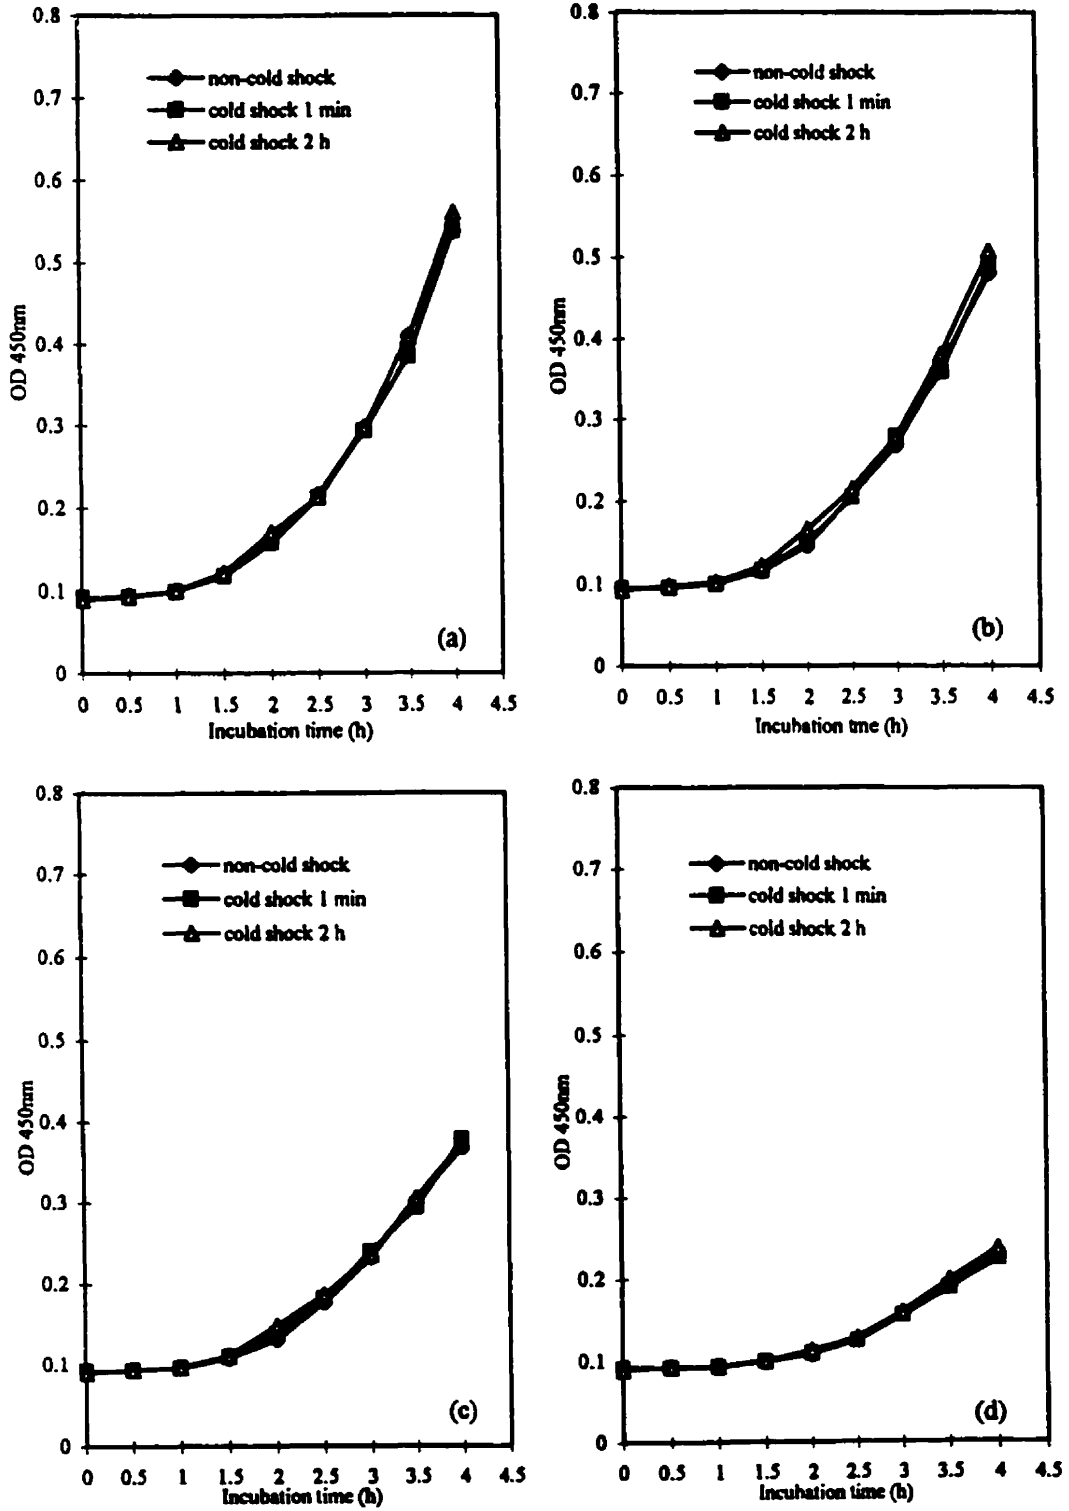 0.8
0.7
0.6
0.5
0.4
0.3
0.2
0.1
0
OD 450nm
non-cold shock
cold shock 1 min
cold shock 2 h
(a)
0 0.5 1 1.5 2 2.5 3 3.5 4 4.5
Incubation time (h)
0.8
0.7
0.6
0.5
0.4
0.3
0.2
0.1
0
OD 450nm
non-cold shock
cold shock 1 min
cold shock 2 h
(b)
0 0.5 1 1.5 2 2.5 3 3.5 4 4.5
Incubation tme (h)
0.8
0.7
0.6
0.5
0.4
0.3
0.2
0.1
0
OD 450nm
non-cold shock
cold shock 1 min
cold shock 2 h
(c)
0 0.5 1 1.5 2 2.5 3 3.5 4 4.5
Incubation time (h)
0.8
0.7
0.6
0.5
0.4
0.3
0.2
0.1
0
OD 450nm
non-cold shock
cold shock 1 min
cold shock 2 h
(d)
0 0.5 1 1.5 2 2.5 3 3.5 4 4.5
Incubation time (h)